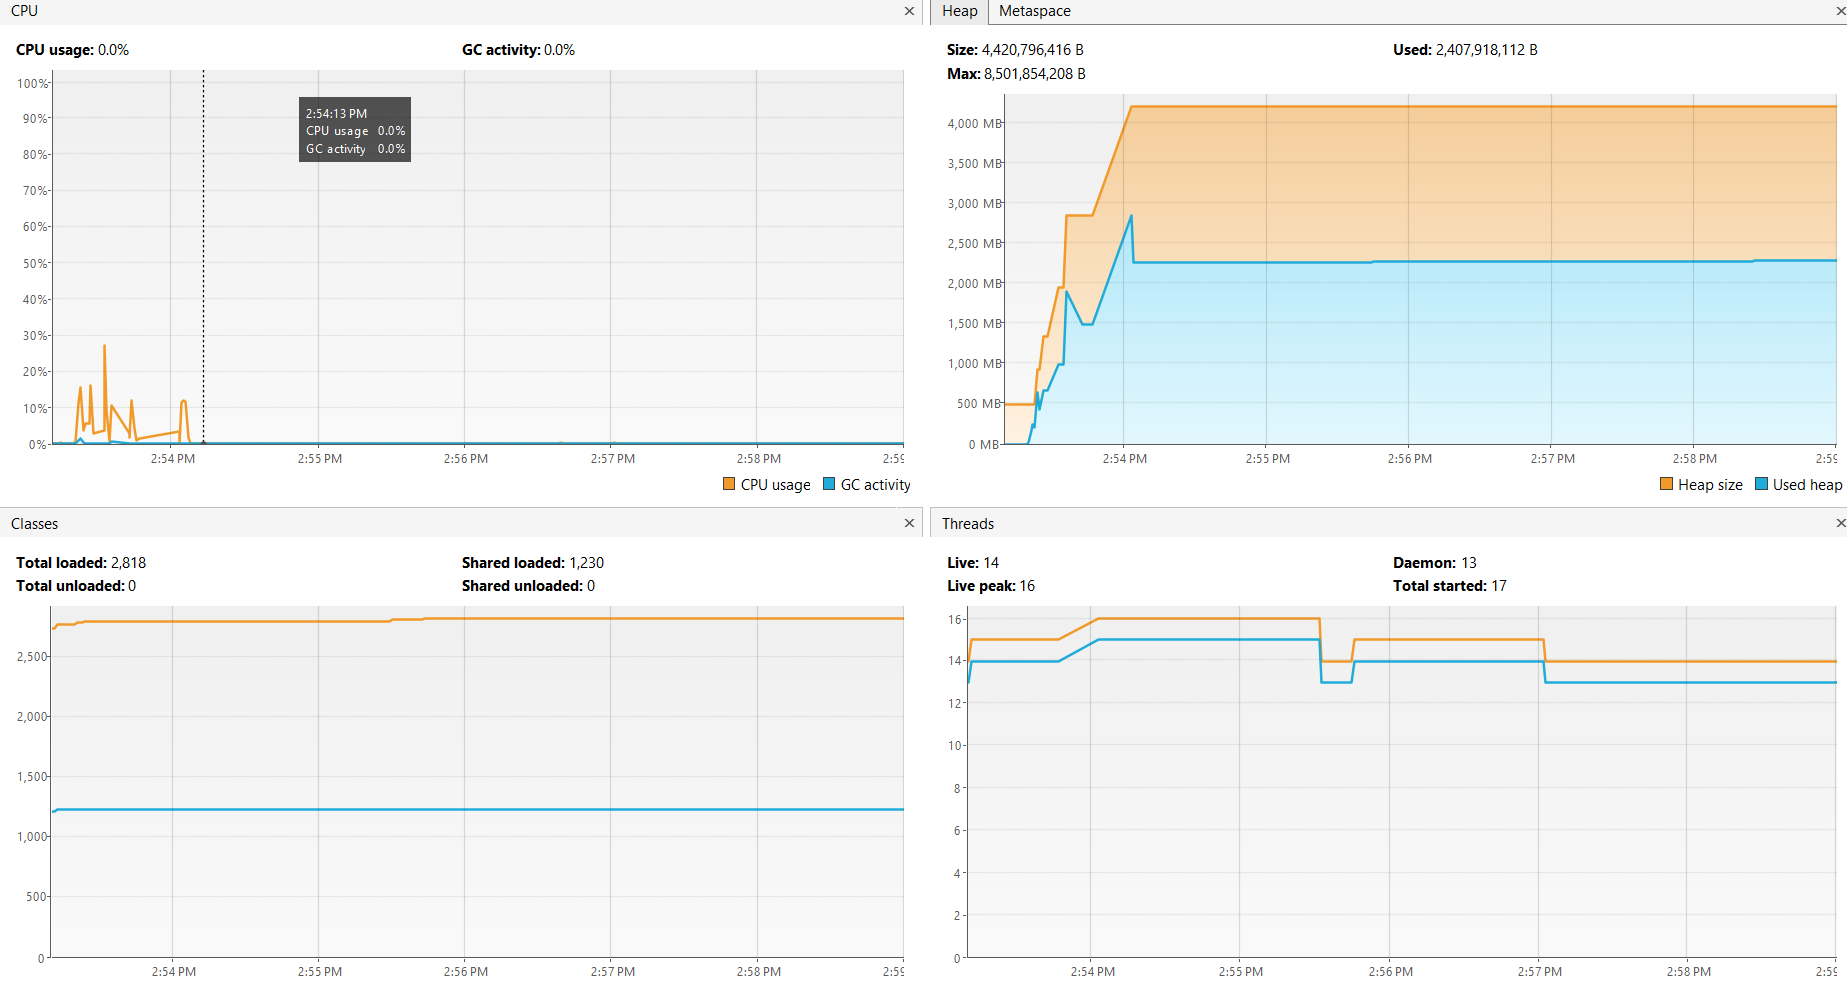 CPU
CPU usage: 0.0%
GC activity: 0.0%
100%
90%
80%
70%
60%
50%
40%
30%
20%
10%
0%
2:54:13 PM
CPU usage 0.0%
GC activity 0.0%
2:54 PM 2:55 PM 2:56 PM 2:57 PM 2:58 PM 2:59
CPU usage GC activity
Heap Metaspace
Size: 4,420,796,416 B
Used: 2,407,918,112 B
Max: 8,501,854,208 B
4,000 MB
3,500 MB
3,000 MB
2,500 MB
2,000 MB
1,500 MB
1,000 MB
500 MB
0 MB
2:54 PM 2:55 PM 2:56 PM 2:57 PM 2:58 PM 2:59
Heap size Used heap
Classes
Total loaded: 2,818
Shared loaded: 1,230
Total unloaded: 0
Shared unloaded: 0
2,500
2,000
1,500
1,000
500
0
2:54 PM 2:55 PM 2:56 PM 2:57 PM 2:58 PM 2:59
Threads
Live: 14
Daemon: 13
Live peak: 16
Total started: 17
16
14
12
10
8
6
4
2
0
2:54 PM 2:55 PM 2:56 PM 2:57 PM 2:58 PM 2:59